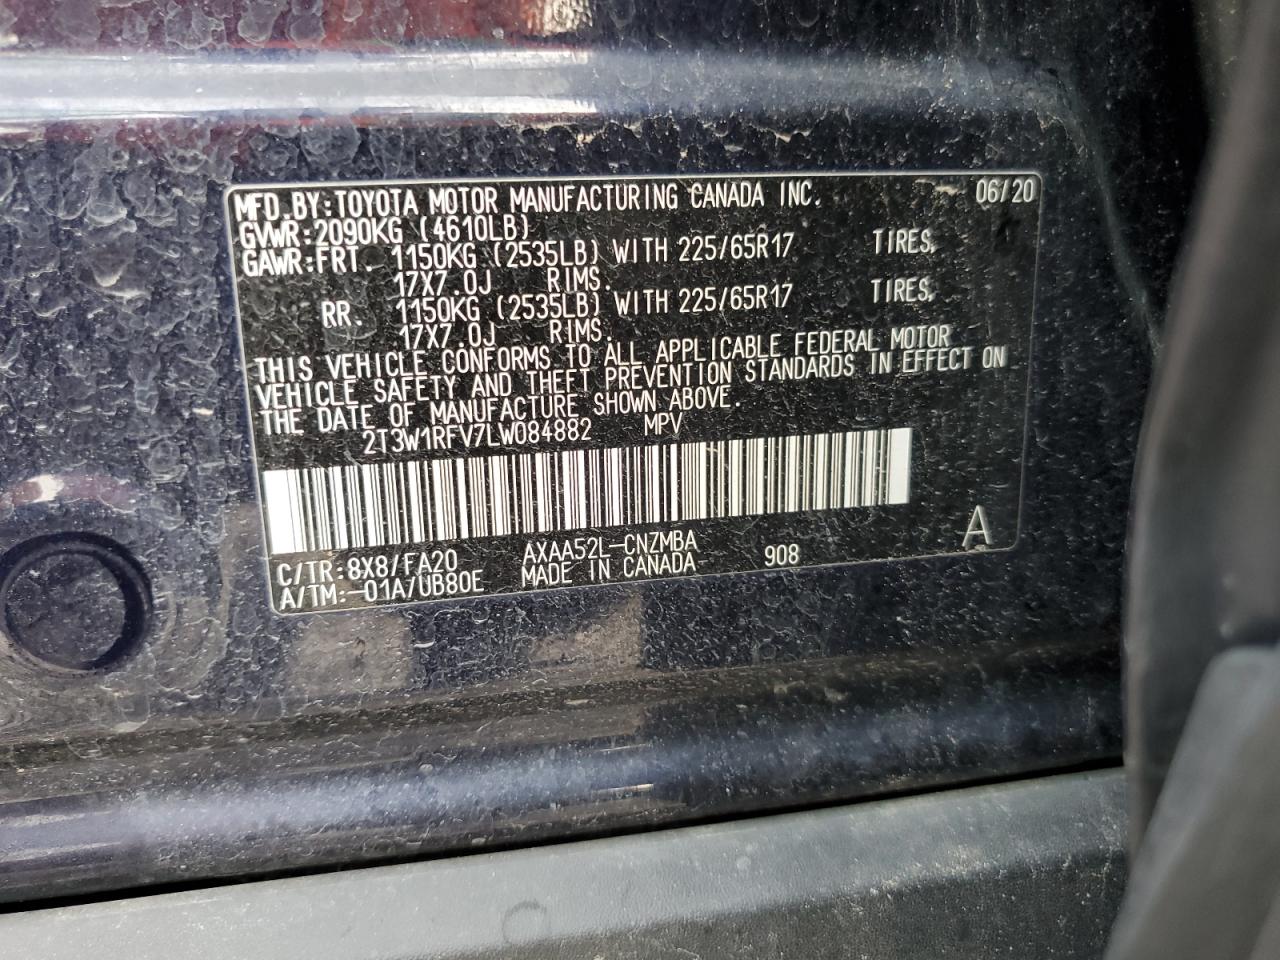 MFD.BY:TOYOTA MOTOR MANUFACTURING CANADA INC. 06/20
GVWR:2090KG (4610LB)
GAWR:FRT. 1150KG (2535LB) WITH 225/65R17 TIRES,
17X7.0J RIMS.
RR. 1150KG (2535LB) WITH 225/65R17 TIRES,
17X7.0J RIMS.
THIS VEHICLE CONFORMS TO ALL APPLICABLE FEDERAL MOTOR
VEHICLE SAFETY AND THEFT PREVENTION STANDARDS IN EFFECT ON
THE DATE OF MANUFACTURE SHOWN ABOVE.
2T3W1RFV7LW084882 MPV
C/TR:8X8/FA20 AXAA52L-CNZMBA 908 A
A/TM:-01A/UB80E MADE IN CANADA